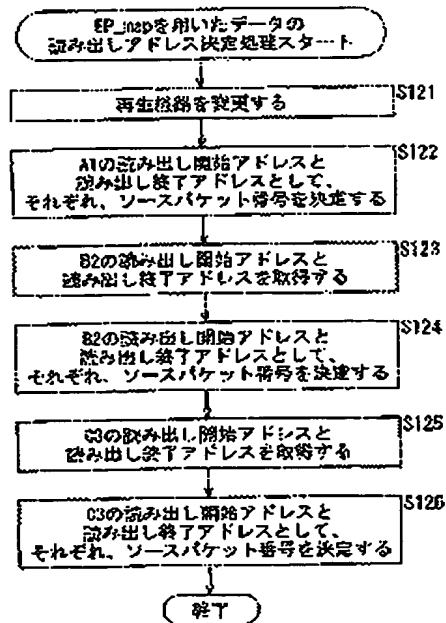 EP_mapを用いたデータの
読み出しアドレス決定処理スタート
S121
再生機器を変更する
S122
A1の読み出し開始アドレスと
読み出し終了アドレスとして、
それぞれ、ソースパケット番号を決定する
S123
B2の読み出し開始アドレスと
読み出し終了アドレスを取得する
S124
B2の読み出し開始アドレスと
読み出し終了アドレスとして、
それぞれ、ソースパケット番号を決定する
S125
C3の読み出し開始アドレスと
読み出し終了アドレスを取得する
S126
C3の読み出し開始アドレスと
読み出し終了アドレスとして、
それぞれ、ソースパケット番号を決定する
終了